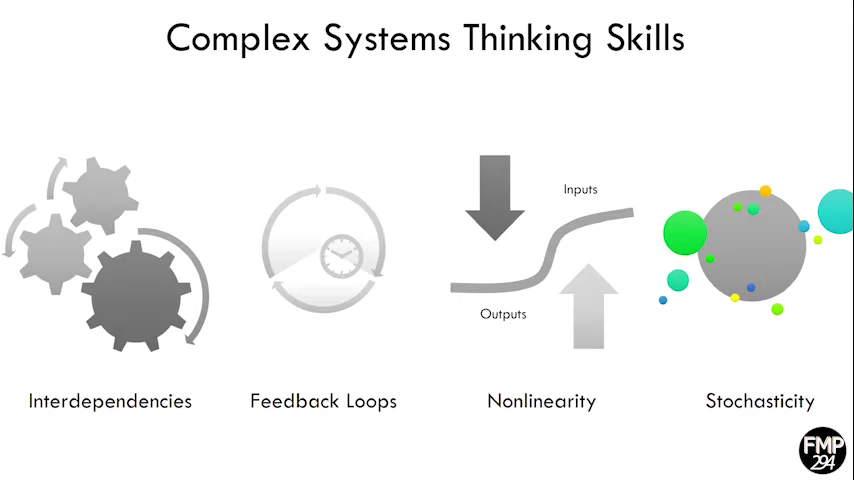 Complex Systems Thinking Skills
Inputs
Outputs
Interdependencies
Feedback Loops
Nonlinearity
Stochasticity
FMP
294